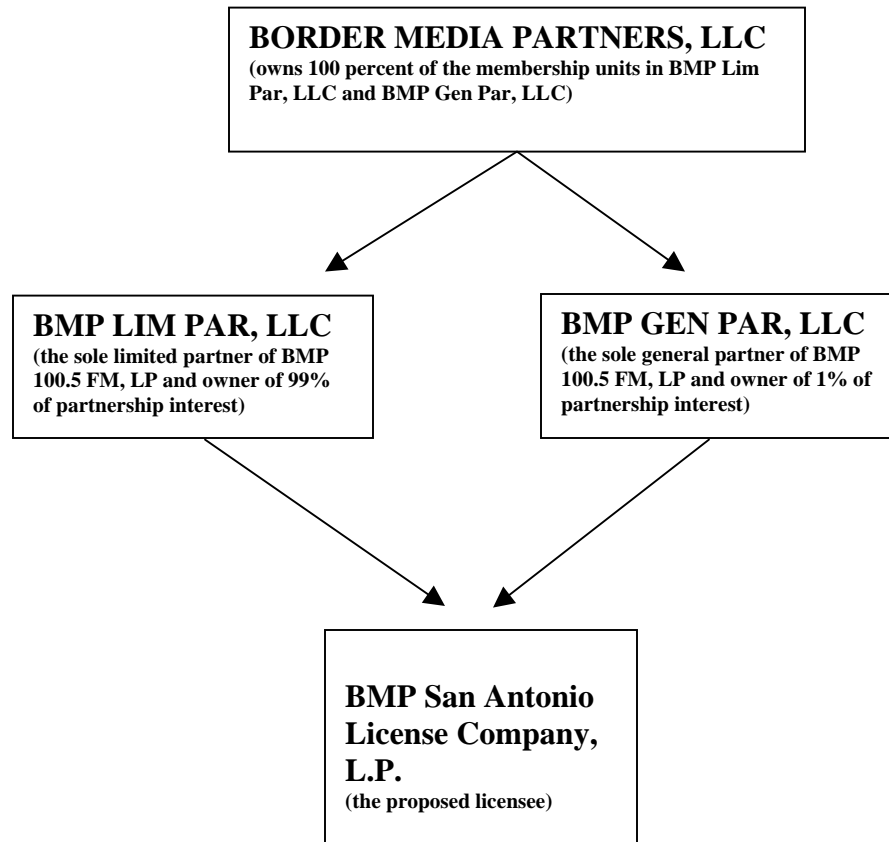 BORDER MEDIA PARTNERS, LLC
(owns 100 percent of the membership units in BMP Lim
Par, LLC and BMP Gen Par, LLC)
BMP LIM PAR, LLC
(the sole limited partner of BMP
100.5 FM, LP and owner of 99%
of partnership interest)
BMP GEN PAR, LLC
(the sole general partner of BMP
100.5 FM, LP and owner of 1% of
partnership interest)
BMP San Antonio
License Company,
L.P.
(the proposed licensee)